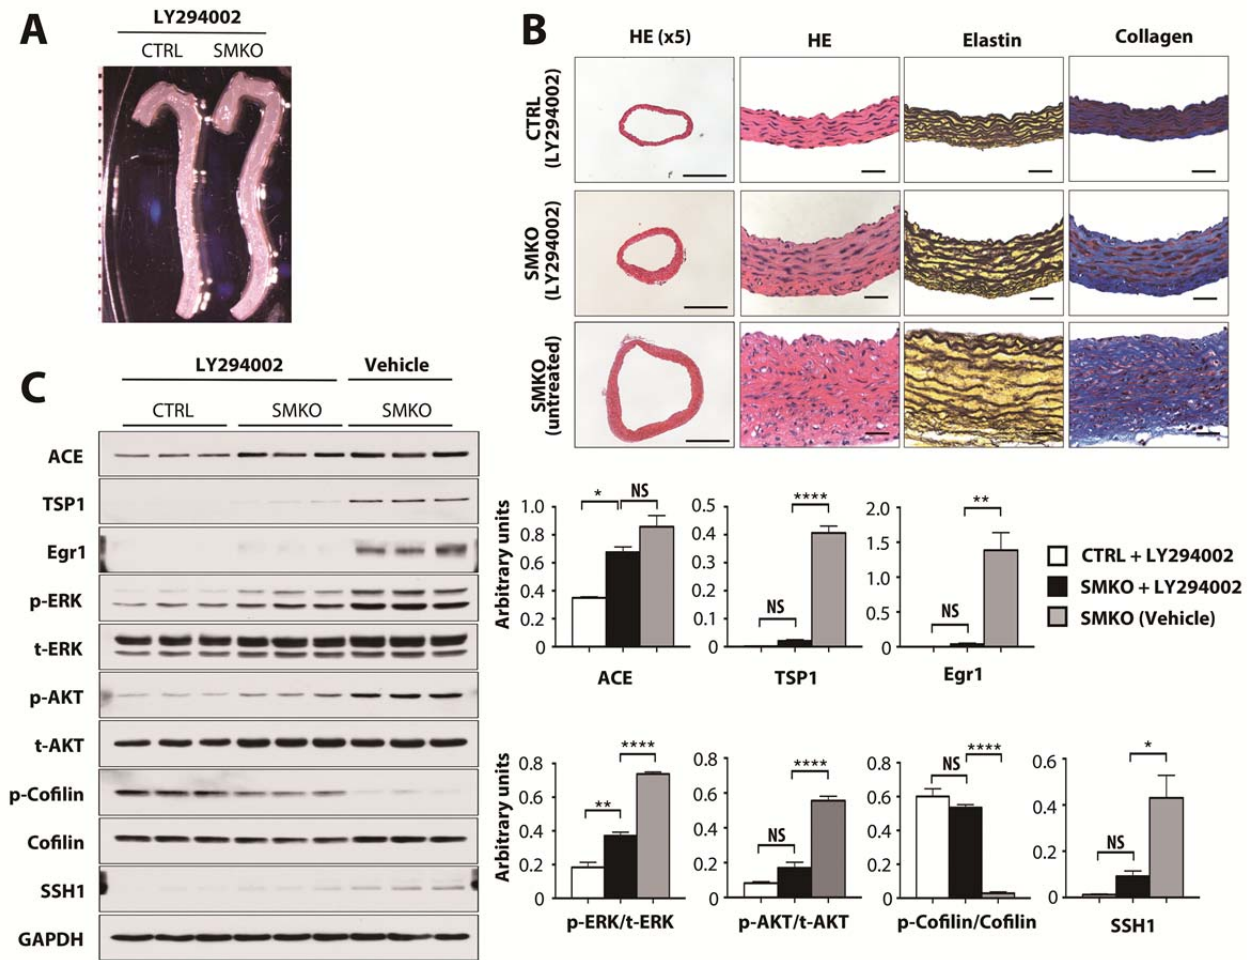 A
LY294002
CTRL SMKO
B
HE (x5) HE Elastin Collagen
CTRL
(LY294002)
SMKO
(LY294002)
SMKO
(untreated)
C
LY294002 Vehicle
CTRL SMKO SMKO
ACE
TSP1
Egr1
p-ERK
t-ERK
p-AKT
t-AKT
p-Cofilin
Cofilin
SSH1
GAPDH
Arbitrary units
1.0
0.8
0.6
0.4
0.2
0
* NS
ACE
0.5
0.4
0.3
0.2
0.1
0
NS ****
TSP1
2.0
1.5
1.0
0.5
0
NS **
Egr1
CTRL + LY294002
SMKO + LY294002
SMKO (Vehicle)
Arbitrary units
0.8
0.6
0.4
0.2
0
** ****
p-ERK/t-ERK
0.8
0.6
0.4
0.2
0
NS ****
p-AKT/t-AKT
0.8
0.6
0.4
0.2
0
NS ****
p-Cofilin/Cofilin
0.6
0.4
0.2
0
NS *
SSH1